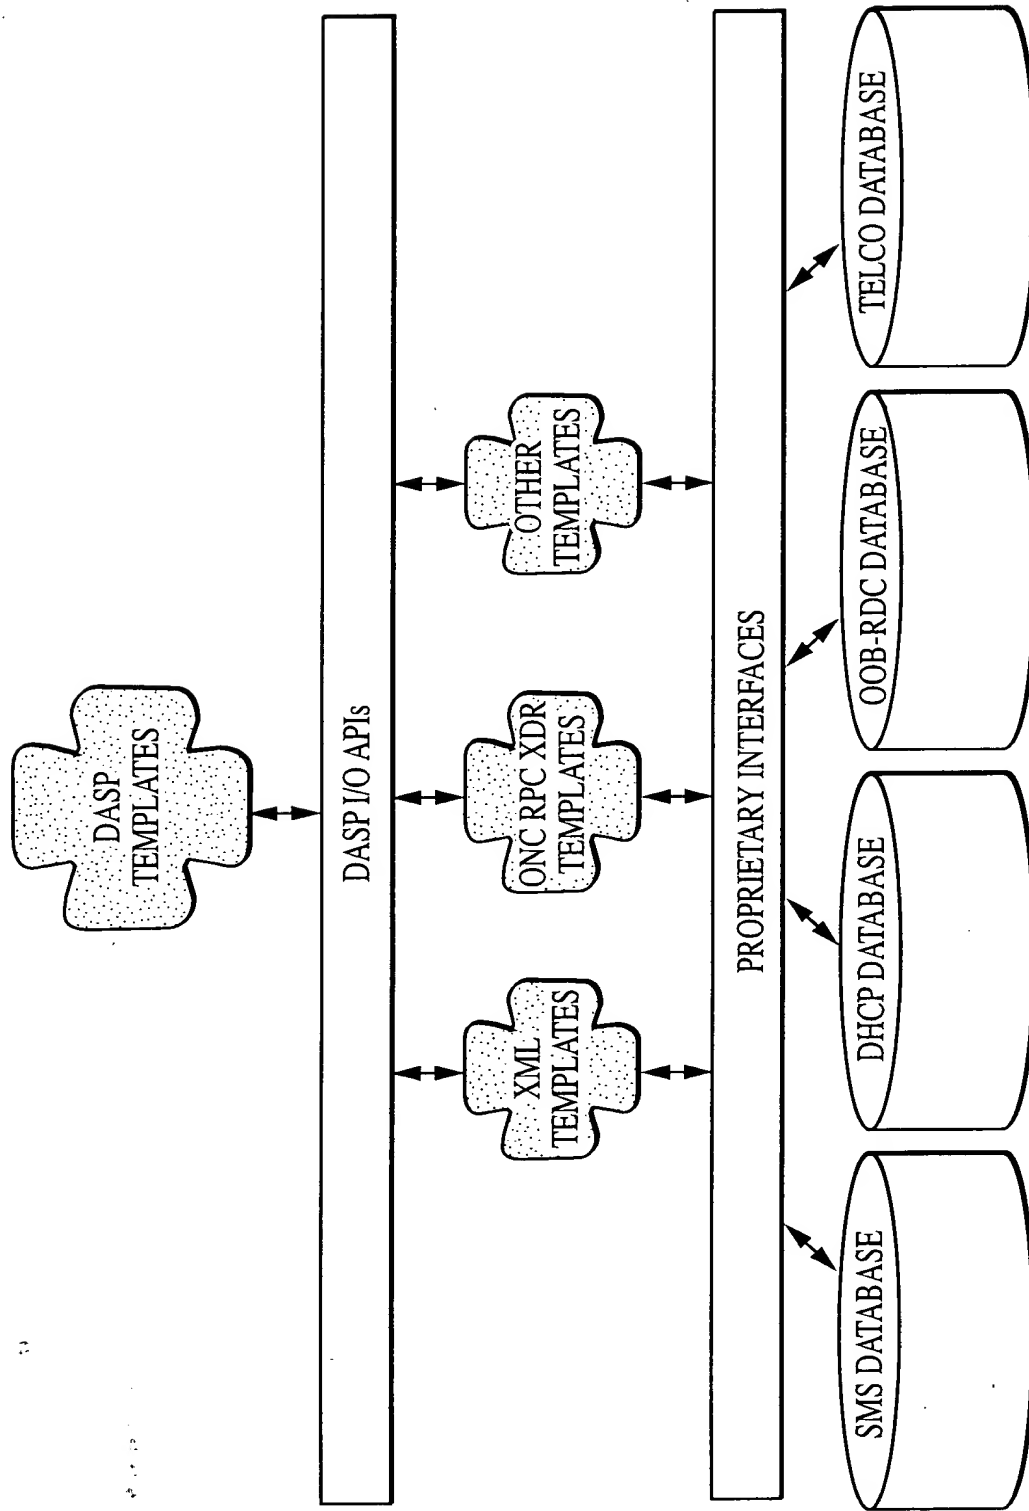 DASP
TEMPLATES
DASP I/O APIs
XML
TEMPLATES
ONC RPC XDR
TEMPLATES
OTHER
TEMPLATES
PROPRIETARY INTERFACES
SMS DATABASE
DHCP DATABASE
OOB-RDC DATABASE
TELCO DATABASE